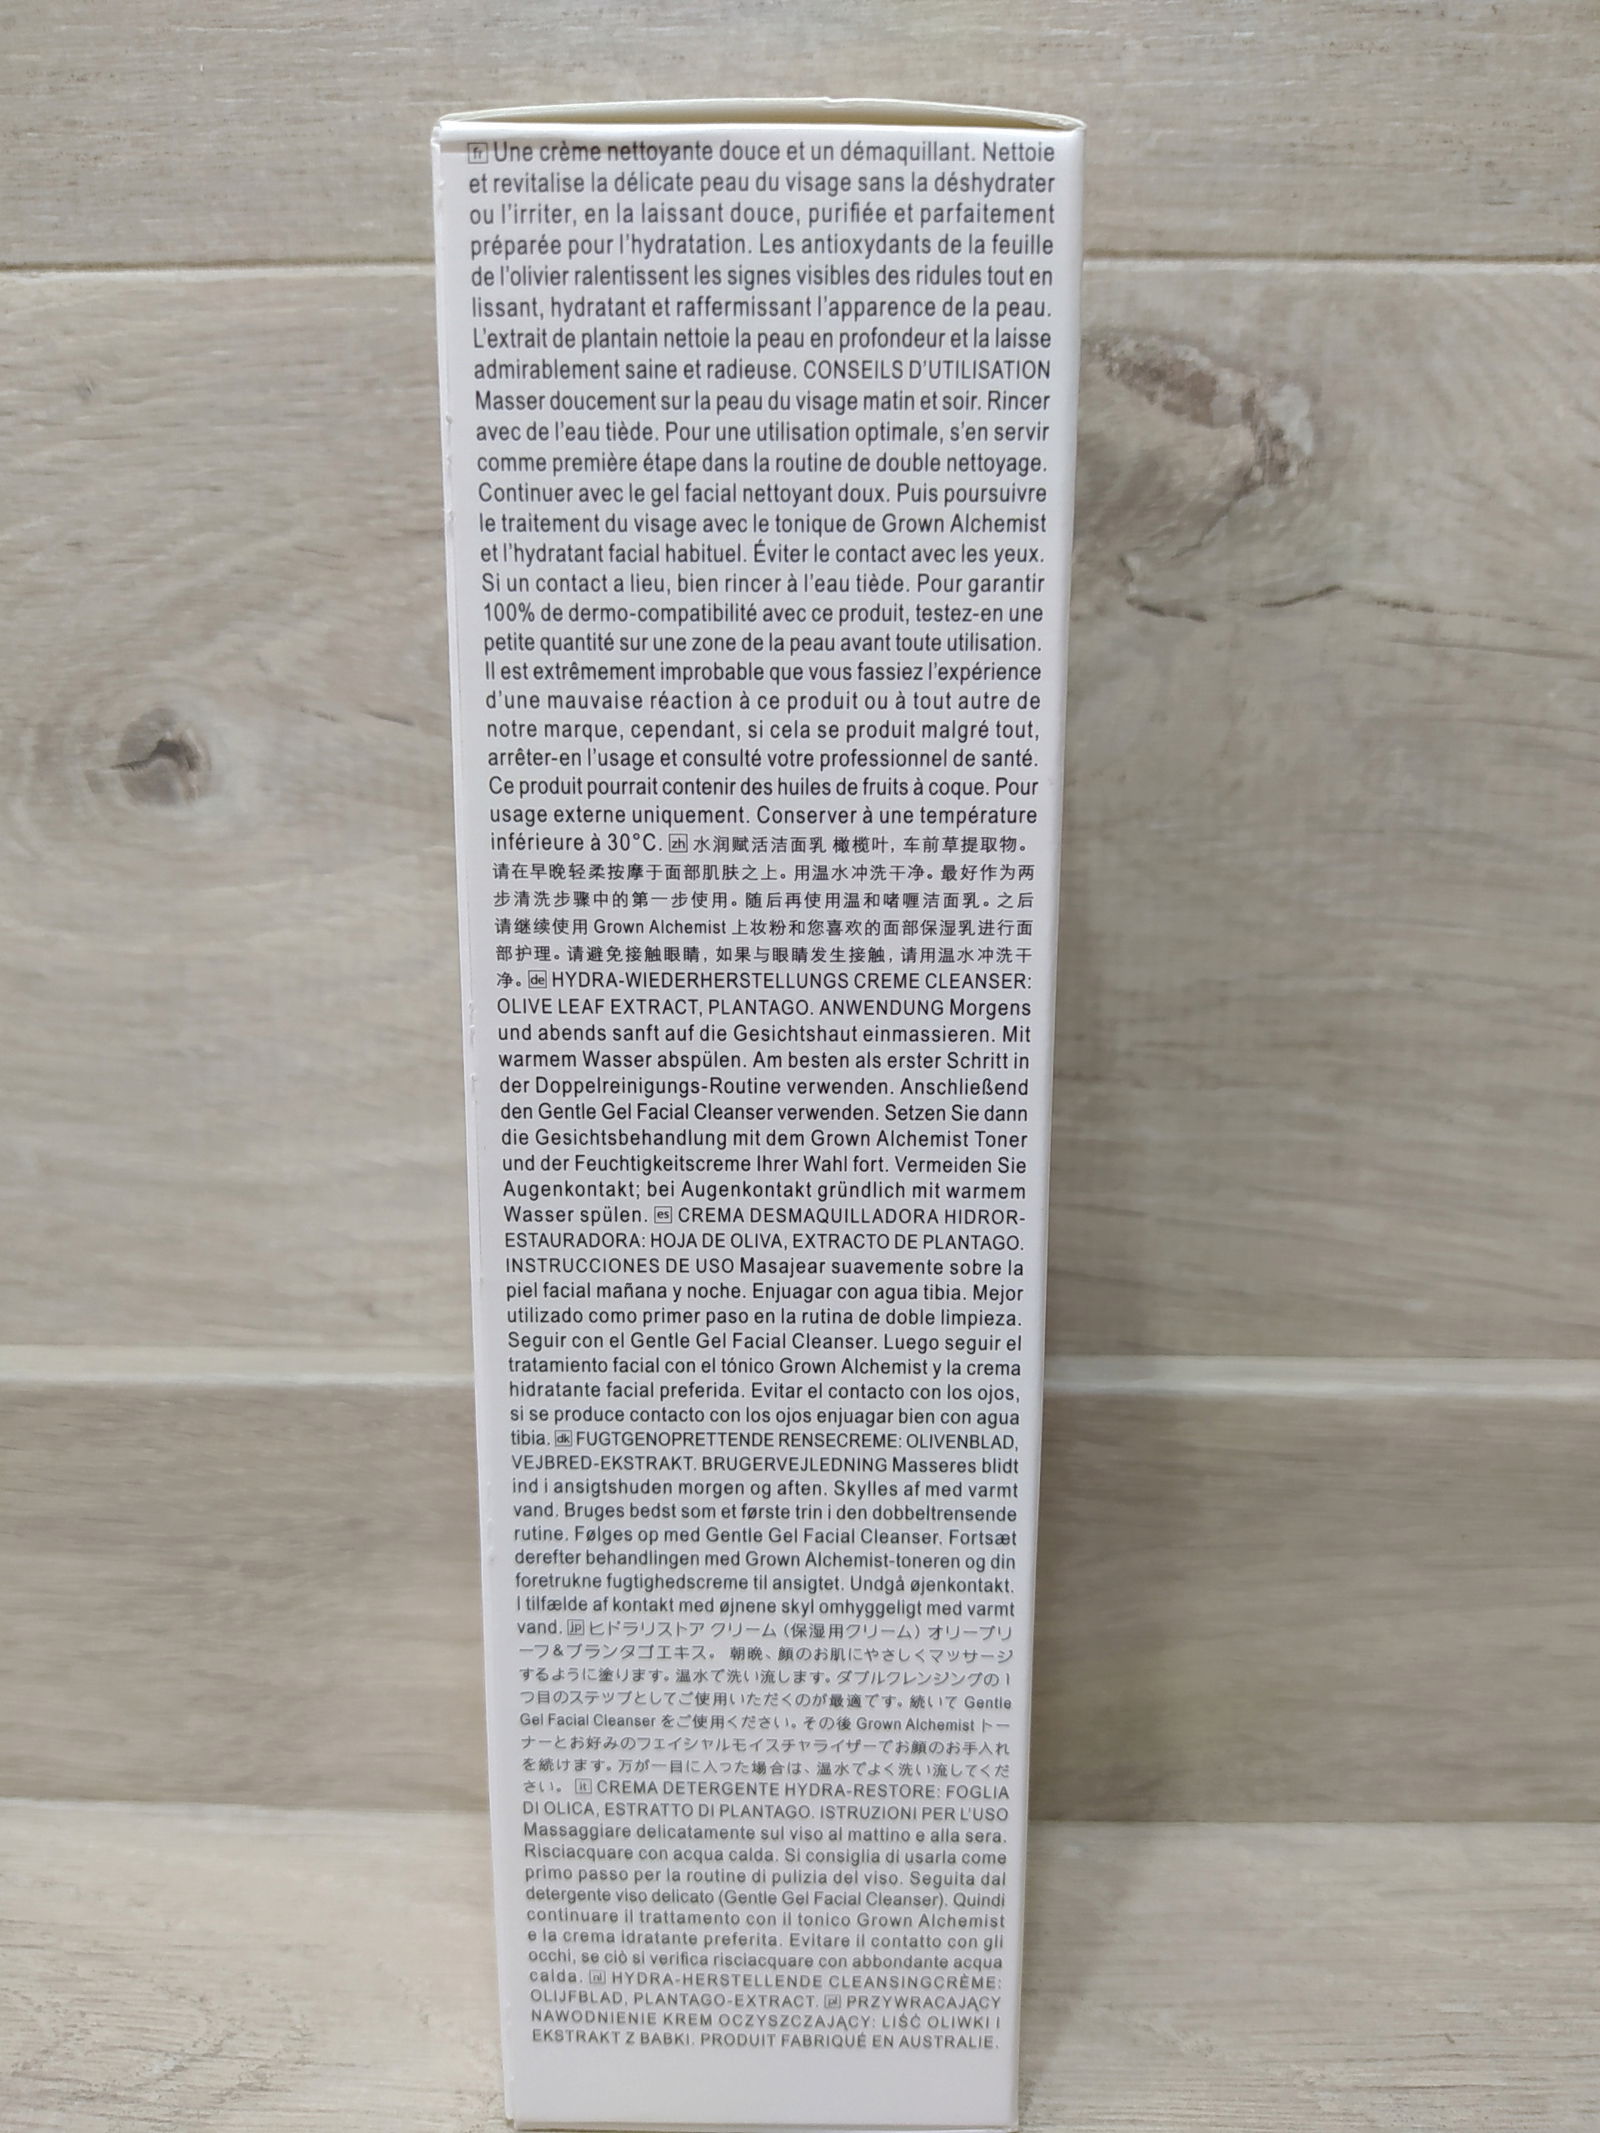 fr Une crème nettoyante douce et un démaquillant. Nettoie
et revitalise la délicate peau du visage sans la déshydrater
ou l'irriter, en la laissant douce, purifiée et parfaitement
préparée pour l'hydratation. Les antioxydants de la feuille
de l'olivier ralentissent les signes visibles des ridules tout en
lissant, hydratant et raffermissant l'apparence de la peau.
L'extrait de plantain nettoie la peau en profondeur et la laisse
admirablement saine et radieuse. CONSEILS D'UTILISATION
Masser doucement sur la peau du visage matin et soir. Rincer
avec de l'eau tiède. Pour une utilisation optimale, s'en servir
comme première étape dans la routine de double nettoyage.
Continuer avec le gel facial nettoyant doux. Puis poursuivre
le traitement du visage avec le tonique de Grown Alchemist
et l'hydratant facial habituel. Éviter le contact avec les yeux.
Si un contact a lieu, bien rincer à l'eau tiède. Pour garantir
100% de dermo-compatibilité avec ce produit, testez-en une
petite quantité sur une zone de la peau avant toute utilisation.
Il est extrêmement improbable que vous fassiez l'expérience
d'une mauvaise réaction à ce produit ou à tout autre de
notre marque, cependant, si cela se produit malgré tout,
arrêter-en l'usage et consulté votre professionnel de santé.
Ce produit pourrait contenir des huiles de fruits à coque. Pour
usage externe uniquement. Conserver à une température
inférieure à 30°C. zh 水润赋活洁面乳 橄榄叶, 车前草提取物。
请在早晚轻柔按摩于面部肌肤之上。用温水冲洗干净。最好作为两
步清洗步骤中的第一步使用。随后再使用温和啫喱洁面乳。之后
请继续使用 Grown Alchemist 上妆粉和您喜欢的面部保湿乳进行面
部护理。请避免接触眼睛, 如果与眼睛发生接触, 请用温水冲洗干
净。de HYDRA-WIEDERHERSTELLUNGS CREME CLEANSER:
OLIVE LEAF EXTRACT, PLANTAGO. ANWENDUNG Morgens
und abends sanft auf die Gesichtshaut einmassieren. Mit
warmem Wasser abspülen. Am besten als erster Schritt in
der Doppelreinigungs-Routine verwenden. Anschließend
den Gentle Gel Facial Cleanser verwenden. Setzen Sie dann
die Gesichtsbehandlung mit dem Grown Alchemist Toner
und der Feuchtigkeitscreme Ihrer Wahl fort. Vermeiden Sie
Augenkontakt; bei Augenkontakt gründlich mit warmem
Wasser spülen. es CREMA DESMAQUILLADORA HIDROR-
ESTAURADORA: HOJA DE OLIVA, EXTRACTO DE PLANTAGO.
INSTRUCCIONES DE USO Masajear suavemente sobre la
piel facial mañana y noche. Enjuagar con agua tibia. Mejor
utilizado como primer paso en la rutina de doble limpieza.
Seguir con el Gentle Gel Facial Cleanser. Luego seguir el
tratamiento facial con el tónico Grown Alchemist y la crema
hidratante facial preferida. Evitar el contacto con los ojos,
si se produce contacto con los ojos enjuagar bien con agua
tibia. dk FUGTGENOPRETTENDE RENSECREME: OLIVENBLAD,
VEJBRED-EKSTRAKT. BRUGERVEJLEDNING Masseres blidt
ind i ansigtshuden morgen og aften. Skylles af med varmt
vand. Bruges bedst som et første trin i den dobbeltrensende
rutine. Følges op med Gentle Gel Facial Cleanser. Fortsæt
derefter behandlingen med Grown Alchemist-toneren og din
foretrukne fugtighedscreme til ansigtet. Undgå øjenkontakt.
I tilfælde af kontakt med øjnene skyl omhyggeligt med varmt
vand. jp ヒドラリストア クリーム (保湿用クリーム) オリーブリ
ーフ&プランタゴエキス。 朝晩、顔のお肌にやさしくマッサージ
するように塗ります。温水で洗い流します。ダブルクレンジングの1
つ目のステップとしてご使用いただくのが最適です。続いて Gentle
Gel Facial Cleanser をご使用ください。その後 Grown Alchemist トー
ナーとお好みのフェイシャルモイスチャライザーでお顔のお手入れ
を続けます。万が一目に入った場合は、温水でよく洗い流してくだ
さい。 it CREMA DETERGENTE HYDRA-RESTORE: FOGLIA
DI OLICA, ESTRATTO DI PLANTAGO. ISTRUZIONI PER L'USO
Massaggiare delicatamente sul viso al mattino e alla sera.
Risciacquare con acqua calda. Si consiglia di usarla come
primo passo per la routine di pulizia del viso. Seguita dal
detergente viso delicato (Gentle Gel Facial Cleanser). Quindi
continuare il trattamento con il tonico Grown Alchemist
e la crema idratante preferita. Evitare il contatto con gli
occhi, se ciò si verifica risciacquare con abbondante acqua
calda. nl HYDRA-HERSTELLENDE CLEANSINGCRÈME:
OLIJFBLAD, PLANTAGO-EXTRACT. pl PRZYWRACAJĄCY
NAWODNIENIE KREM OCZYSZCZAJĄCY: LIŚĆ OLIWKI I
EKSTRAKT Z BABKI. PRODUIT FABRIQUÉ EN AUSTRALIE.